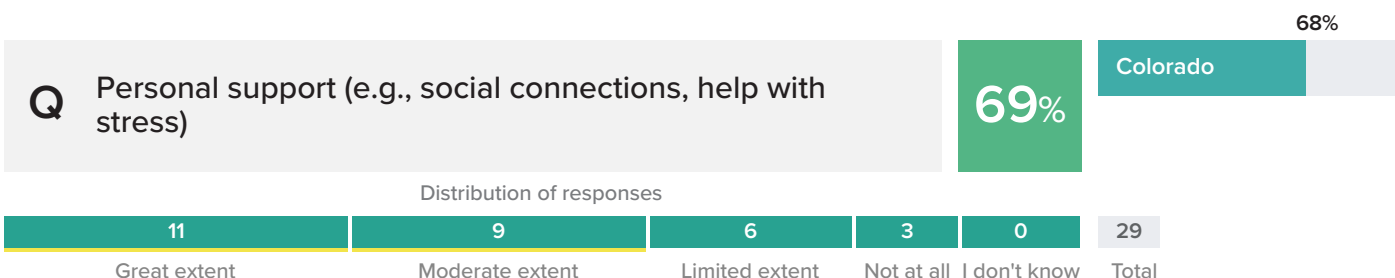 68%
Q Personal support (e.g., social connections, help with
stress)
69%
Colorado
Distribution of responses
11 9 6 3 0 29
Great extent Moderate extent Limited extent Not at all I don't know Total